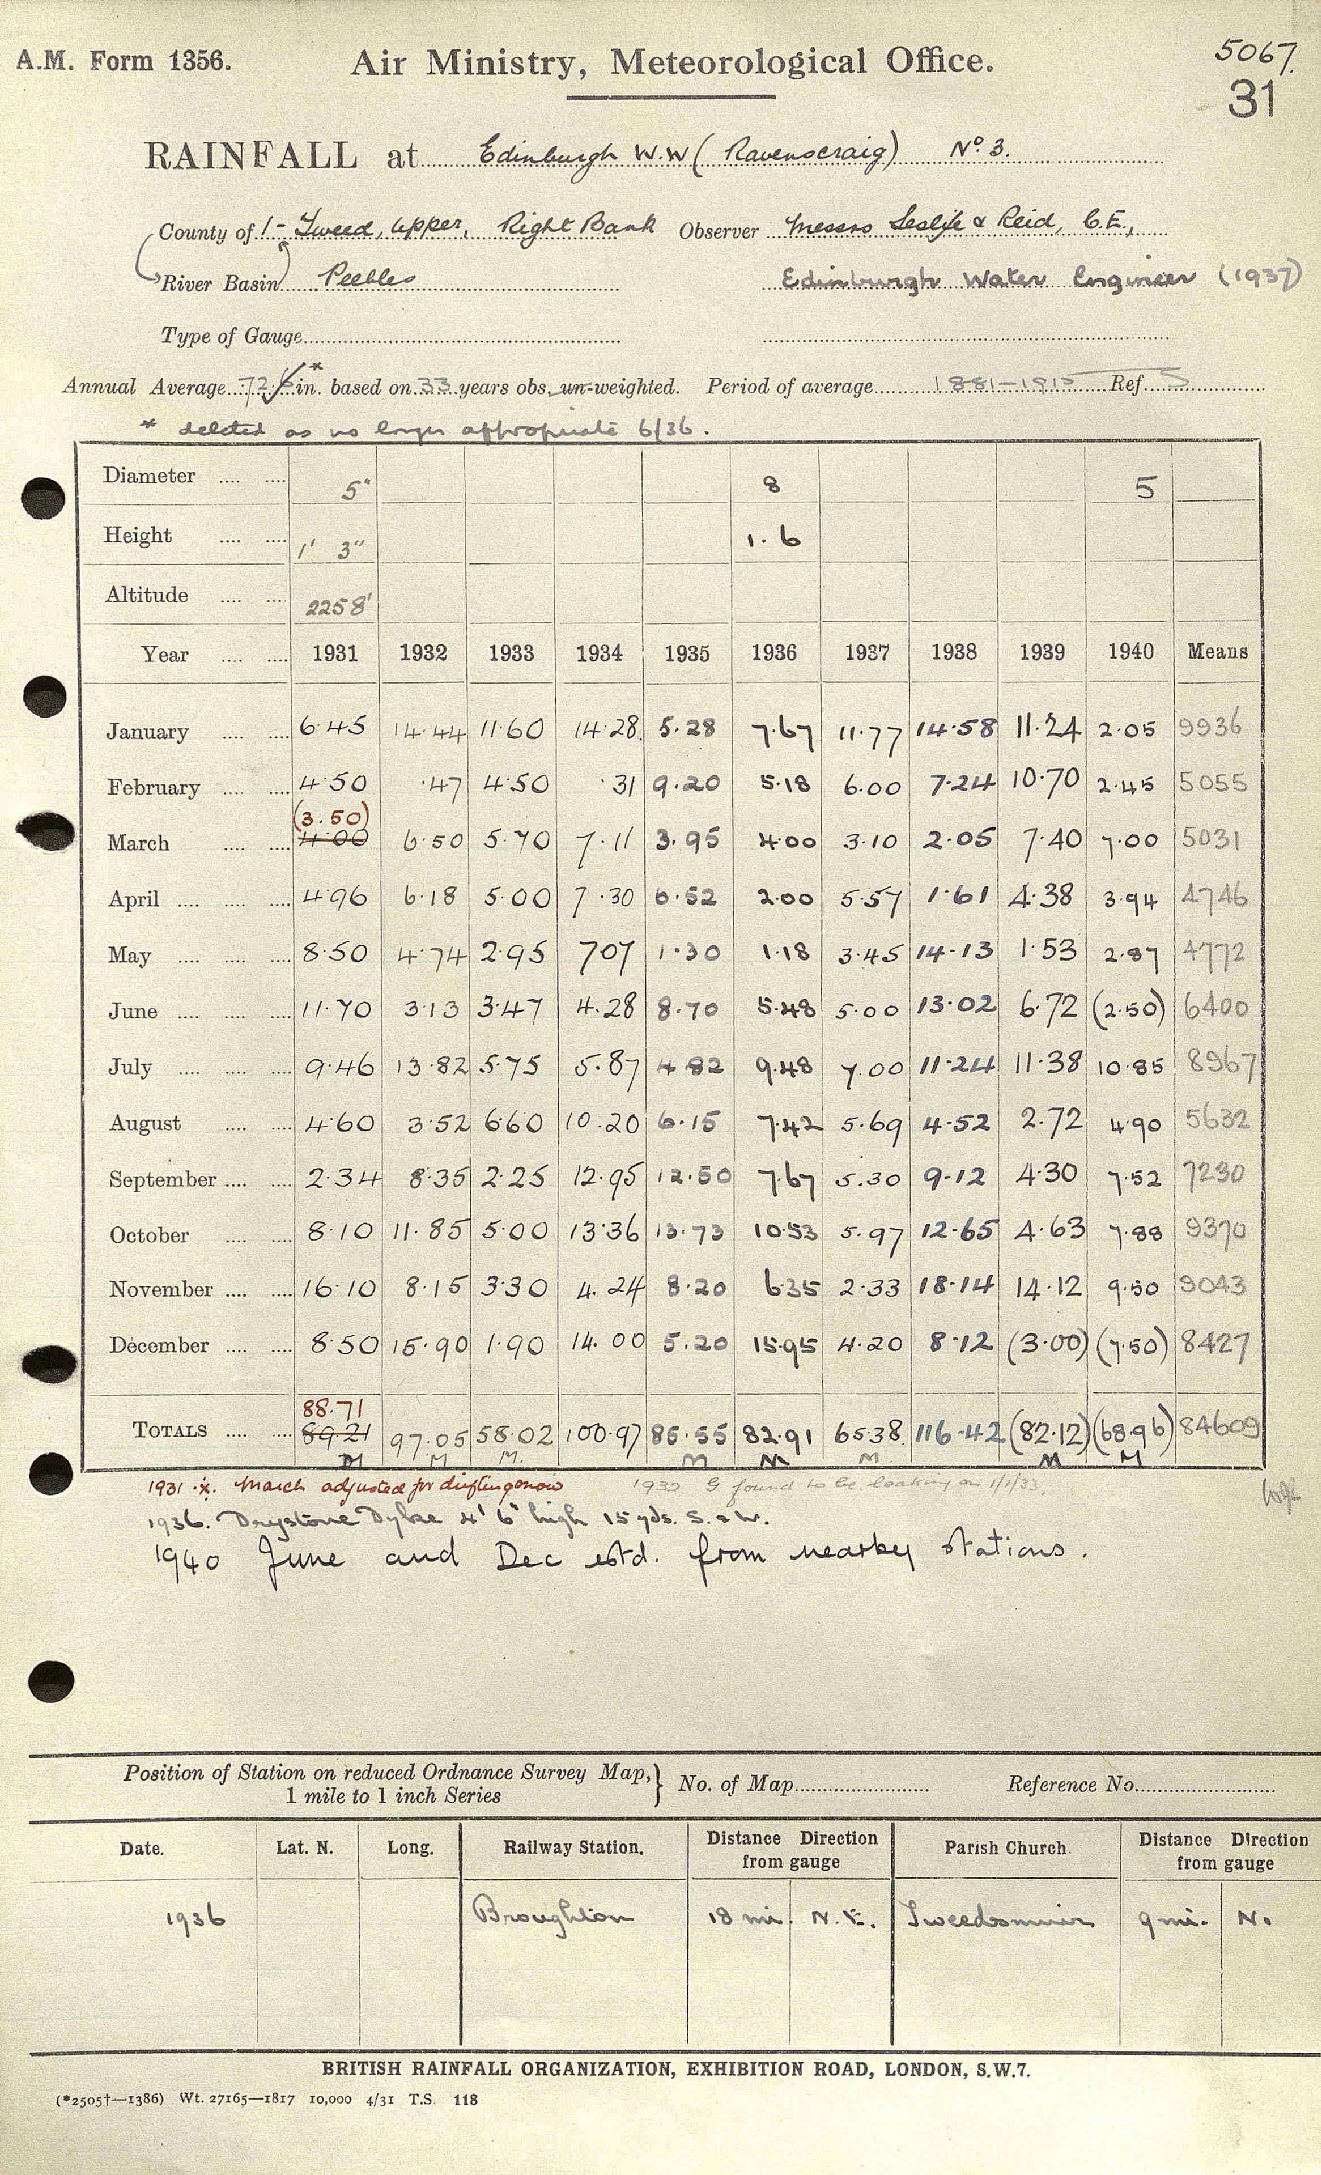 A.M. Form 1356. Air Ministry, Meteorological Office. 5067.
31
RAINFALL at Edinburgh W.W (Ravenscraig) No. 3.
County of 1- Tweed, Upper, Right Bank Observer Messrs Leslie & Reid, C.E.,
River Basin Peebles Edinburgh Water Engineer (1937)
Type of Gauge
Annual Average in. based on 33 years obs. un-weighted. Period of average 1881-1915 Ref. 5
* deleted as no longer appropriate 6/36.
Diameter 5" 8 5
Height 1' 3" 1.6
Altitude 2258'
Year 1931 1932 1933 1934 1935 1936 1937 1938 1939 1940 Means
January 6.45 14.44 11.60 14.28 5.28 7.67 11.77 14.58 11.24 2.05 9936
February 4.50 .47 4.50 .31 9.20 5.18 6.00 7.24 10.70 2.45 5055
(3.50)
March 4.00 6.50 5.70 7.11 3.95 4.00 3.10 2.05 7.40 7.00 5031
April 4.96 6.18 5.00 7.30 6.52 2.00 5.57 1.61 4.38 3.94 4746
May 8.50 4.74 2.95 707 1.30 1.18 3.45 14.13 1.53 2.87 4772
June 11.70 3.13 3.47 4.28 8.70 5.48 5.00 13.02 6.72 (2.50) 6400
July 9.46 13.82 5.75 5.87 4.82 9.48 7.00 11.24 11.38 10.85 8967
August 4.60 3.52 6.60 10.20 6.15 7.42 5.69 4.52 2.72 4.90 5632
September 2.34 8.35 2.25 12.95 12.50 7.67 5.30 9.12 4.30 7.52 7230
October 8.10 11.85 5.00 13.36 13.73 10.53 5.97 12.65 4.63 7.88 9370
November 16.10 8.15 3.30 4.24 8.20 6.35 2.33 18.14 14.12 9.50 9043
December 8.50 15.90 1.90 14.00 5.20 15.95 4.20 8.12 (3.00) (7.50) 8427
88.71
TOTALS 89.21 97.05 58.02 100.97 85.55 82.91 65.38 116.42 (82.12) (68.96) 84609
M M M. M M M M M
1931 x. March adjusted for drifting snow 1932 G found to be leaking on 1/1/33
1936. Drystone Dyke 4' 6" high 15 yds. S. & W.
1940 June and Dec estd. from nearby stations.
Position of Station on reduced Ordnance Survey Map, 1 mile to 1 inch Series } No. of Map Reference No.
Date. Lat. N. Long. Railway Station. Distance Direction from gauge Parish Church. Distance Direction from gauge
1936 Broughton 18 mi. N.E. Tweedsmuir 9 mi. N.
BRITISH RAINFALL ORGANIZATION, EXHIBITION ROAD, LONDON, S.W.7.
(*2505†—1386) Wt. 27165—1817 10,000 4/31 T.S. 118